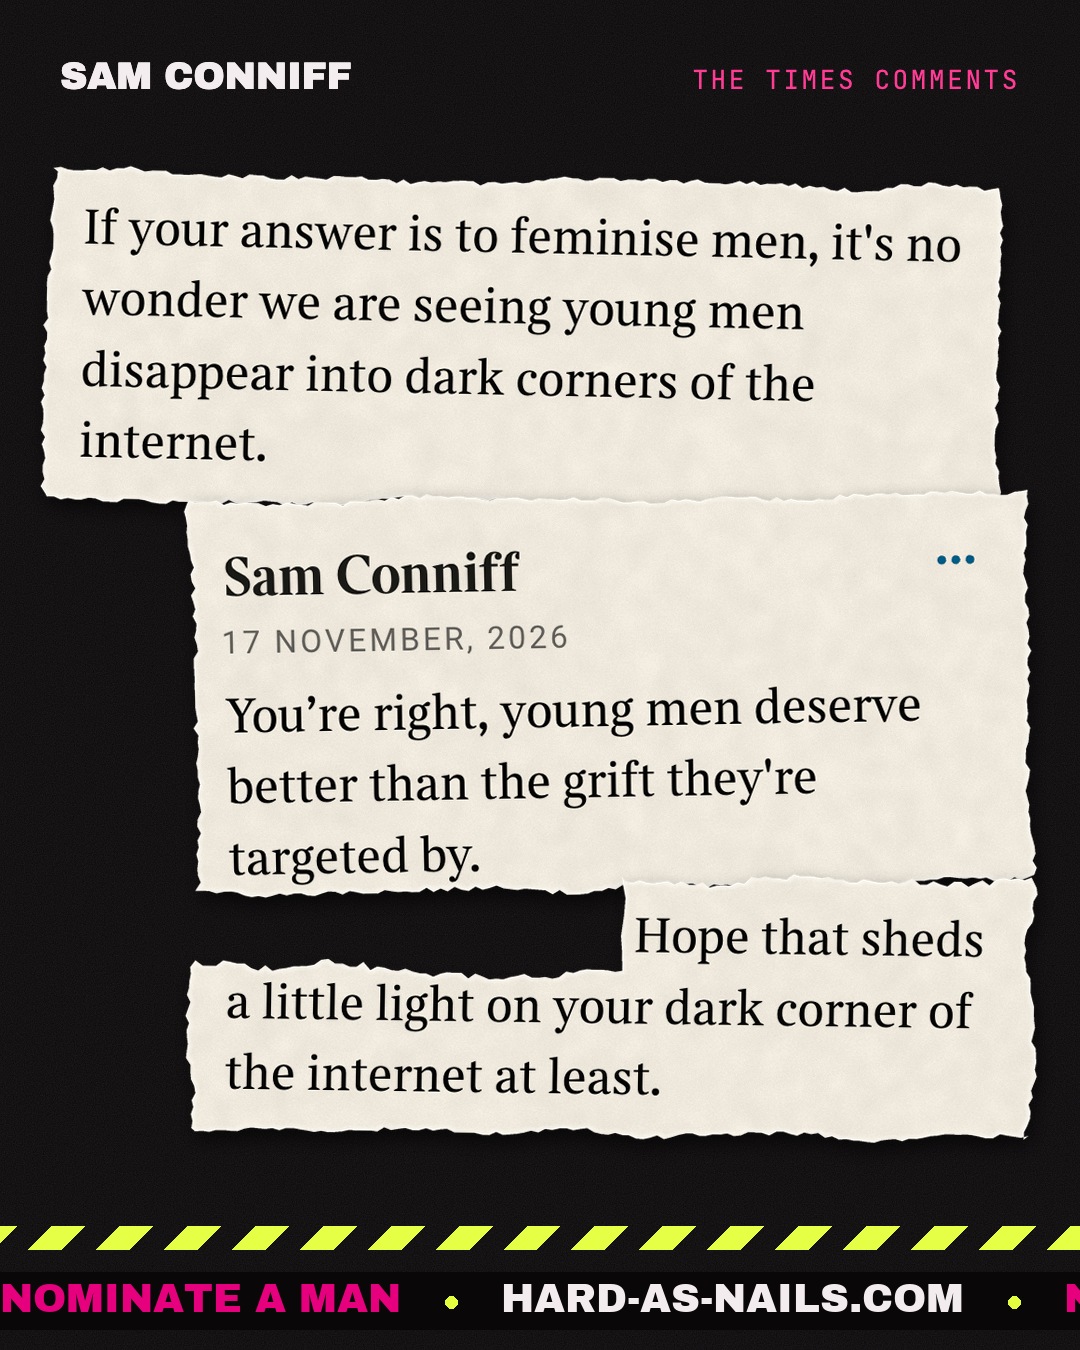 SAM CONNIFF
THE TIMES COMMENTS
If your answer is to feminise men, it's no
wonder we are seeing young men
disappear into dark corners of the
internet.
Sam Conniff
17 NOVEMBER, 2026
You’re right, young men deserve
better than the grift they're
targeted by.
Hope that sheds
a little light on your dark corner of
the internet at least.
NOMINATE A MAN • HARD-AS-NAILS.COM •